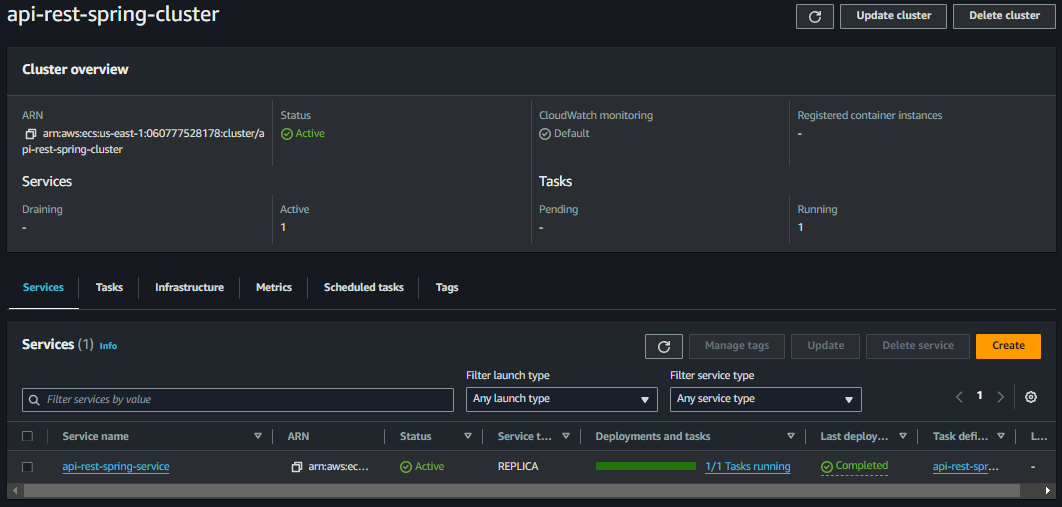 api-rest-spring-cluster
Update cluster
Delete cluster
Cluster overview
ARN
arn:aws:ecs:us-east-1:060777528178:cluster/a
pi-rest-spring-cluster
Status
Active
CloudWatch monitoring
Default
Registered container instances
-
Services
Draining
-
Active
1
Tasks
Pending
-
Running
1
Services
Tasks
Infrastructure
Metrics
Scheduled tasks
Tags
Services (1) Info
Manage tags
Update
Delete service
Create
Filter services by value
Filter launch type
Any launch type
Filter service type
Any service type
1
Service name
ARN
Status
Service t...
Deployments and tasks
Last deploy...
Task defi...
L...
api-rest-spring-service
arn:aws:ec...
Active
REPLICA
1/1 Tasks running
Completed
api-rest-spr...
-